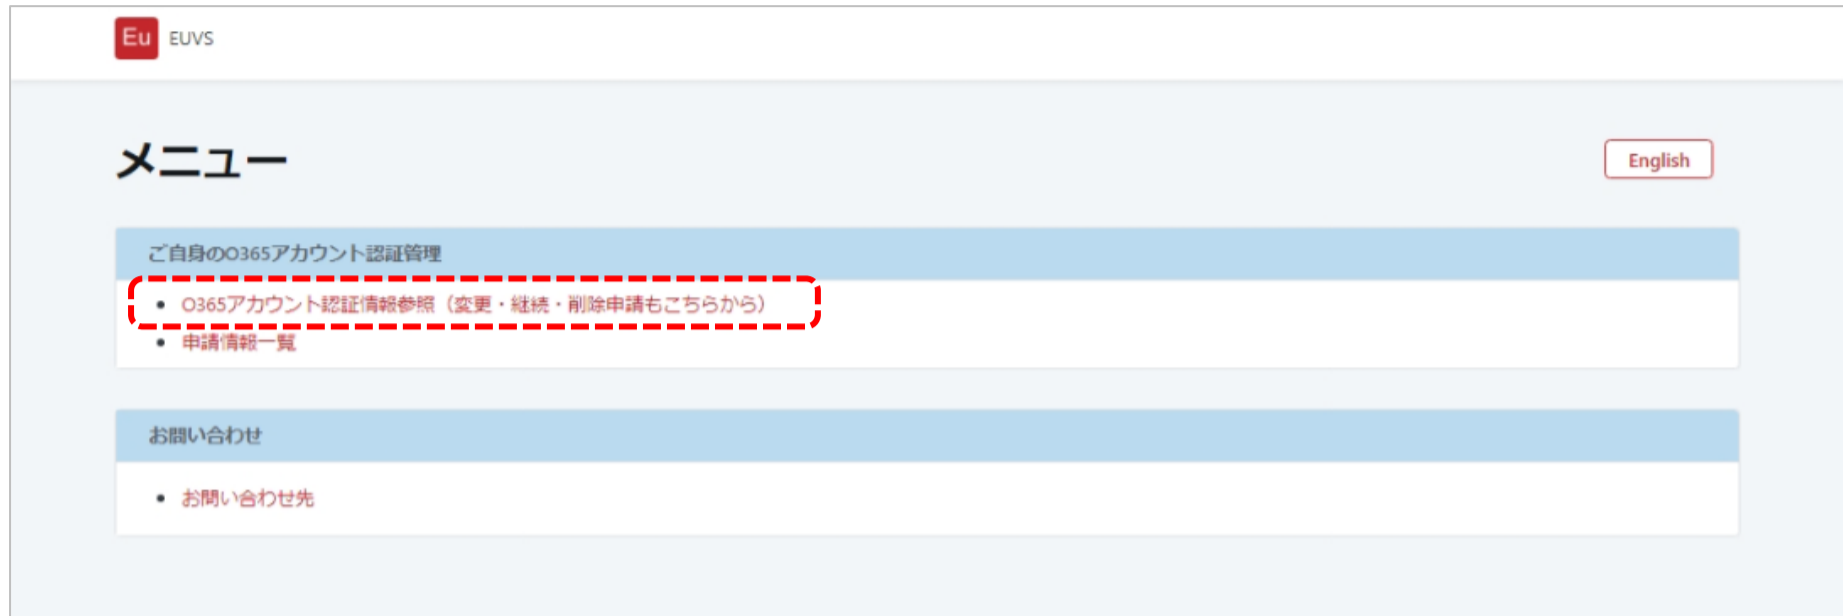 Eu EUVS
メニュー
English
ご自身のO365アカウント認証管理
• O365アカウント認証情報参照（変更・継続・削除申請もこちらから）
• 申請情報一覧
お問い合わせ
• お問い合わせ先